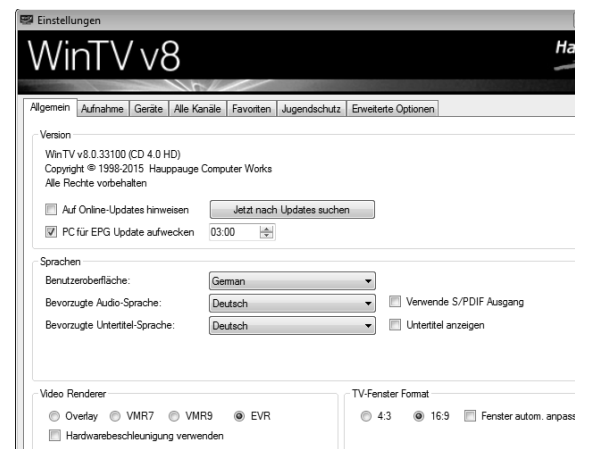 Einstellungen
WinTV v8
Ha
Allgemein Aufnahme Geräte Alle Kanäle Favoriten Jugendschutz Erweiterte Optionen
Version
WinTV v8.0.33100 (CD 4.0 HD)
Copyright © 1998-2015 Hauppauge Computer Works
Alle Rechte vorbehalten
Auf Online-Updates hinweisen Jetzt nach Updates suchen
PC für EPG Update aufwecken 03:00
Sprachen
Benutzeroberfläche: German
Bevorzugte Audio-Sprache: Deutsch Verwende S/PDIF Ausgang
Bevorzugte Untertitel-Sprache: Deutsch Untertitel anzeigen
Video Renderer TV-Fenster Format
Overlay VMR7 VMR9 EVR 4:3 16:9 Fenster autom. anpass
Hardwarebeschleunigung verwenden